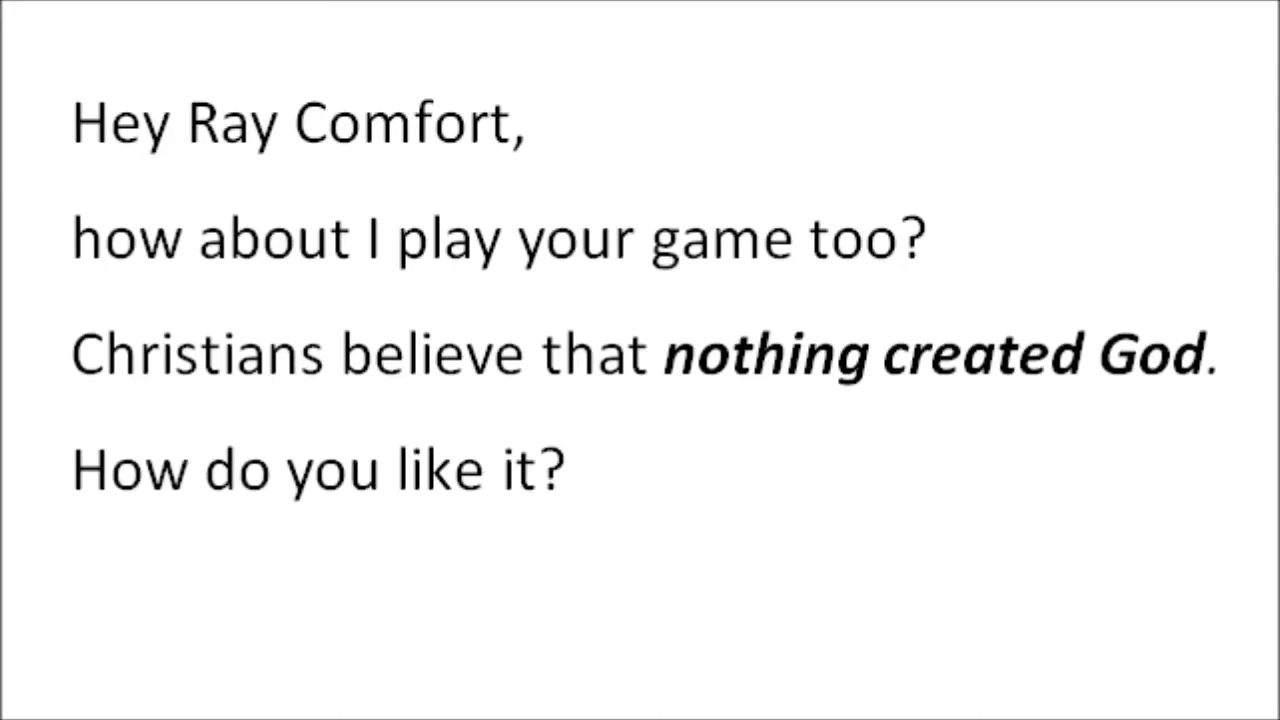 Hey Ray Comfort,
how about I play your game too?
Christians believe that nothing created God.
How do you like it?